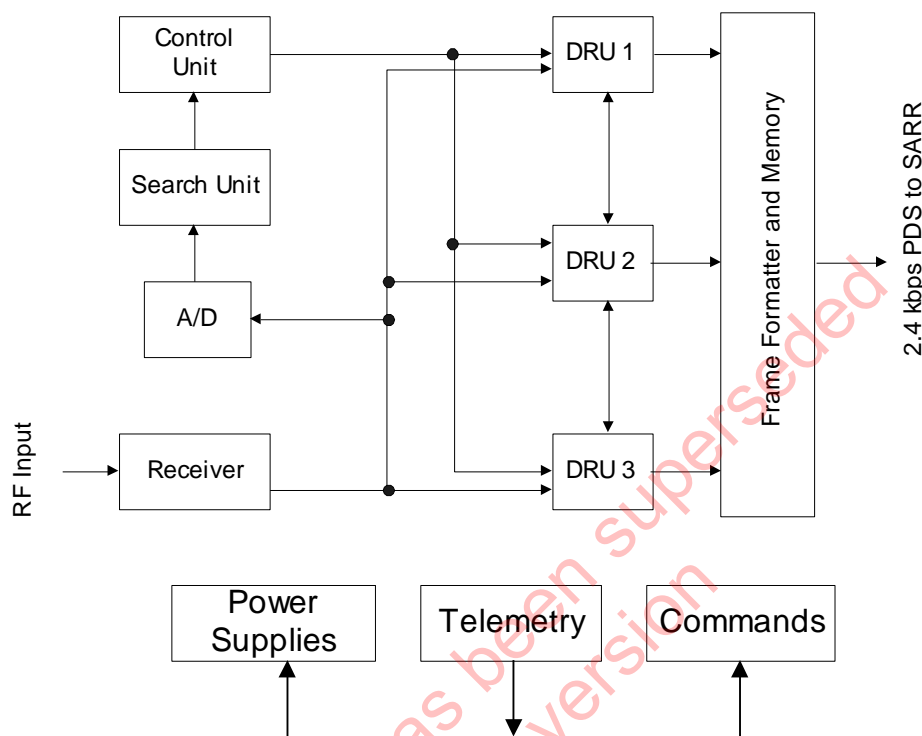 Control
Unit
DRU 1
Search Unit
DRU 2
A/D
Receiver
DRU 3
RF Input
Frame Formatter and Memory
2.4 kbps PDS to SARR
Power
Supplies
Telemetry
Commands
as been superseded
version